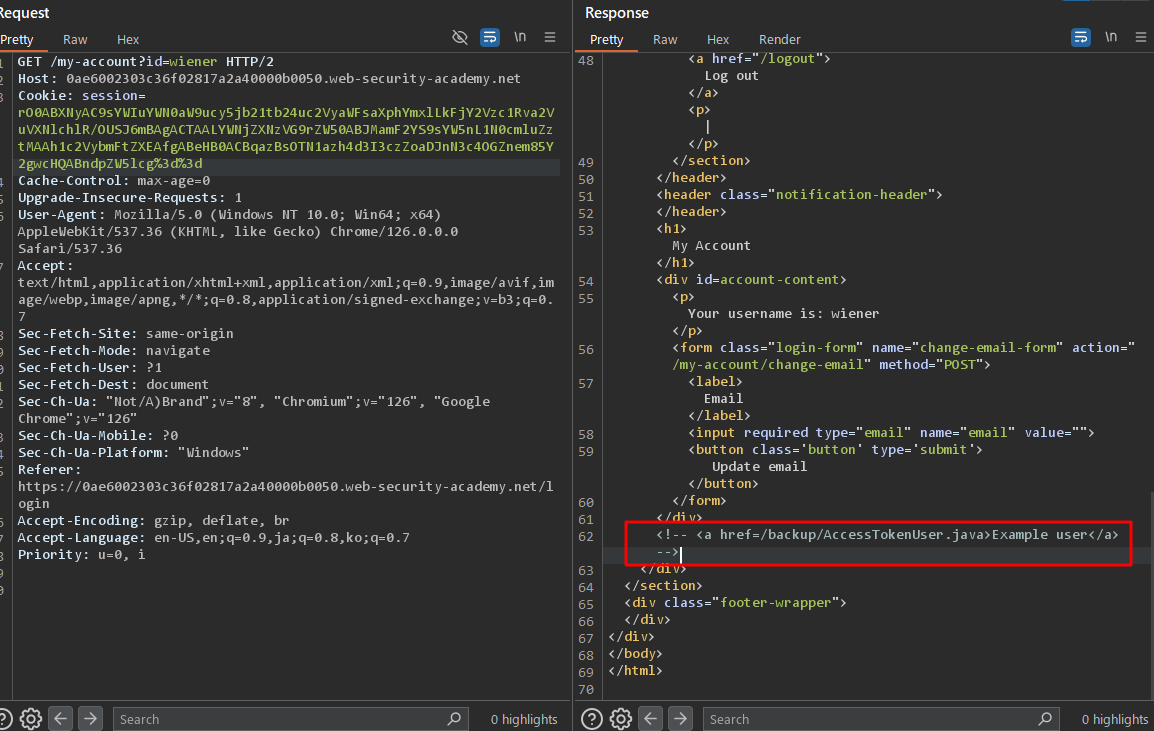 Request
Response
Pretty Raw Hex
\n
Pretty Raw Hex Render
\n
GET /my-account?id=wiener HTTP/2
Host: 0ae6002303c36f02817a2a40000b0050.web-security-academy.net
Cookie: session=
rO0ABXNyAC9sYWIuYWN0aW9ucy5jb21tb24uc2VyaWFsaXphYmxlLkFjY2Vzc1Rva2V
uVXNlchlR/OUSJ6mBAgACTAALYWNjZXNzVG9rZW50ABJMamF2YS9sYW5nL1N0cmluZz
tMAAh1c2VybmFtZXEAfgABeHB0ACBqazBsOTN1azh4d3I3czZoaDJnN3c4OGZnem85Y
2gwcHQABndpZW5lcg%3d%3d
Cache-Control: max-age=0
Upgrade-Insecure-Requests: 1
User-Agent: Mozilla/5.0 (Windows NT 10.0; Win64; x64)
AppleWebKit/537.36 (KHTML, like Gecko) Chrome/126.0.0.0
Safari/537.36
Accept:
text/html,application/xhtml+xml,application/xml;q=0.9,image/avif,im
age/webp,image/apng,*/*;q=0.8,application/signed-exchange;v=b3;q=0.
7
Sec-Fetch-Site: same-origin
Sec-Fetch-Mode: navigate
Sec-Fetch-User: ?1
Sec-Fetch-Dest: document
Sec-Ch-Ua: "Not/A)Brand";v="8", "Chromium";v="126", "Google
Chrome";v="126"
Sec-Ch-Ua-Mobile: ?0
Sec-Ch-Ua-Platform: "Windows"
Referer:
https://0ae6002303c36f02817a2a40000b0050.web-security-academy.net/l
ogin
Accept-Encoding: gzip, deflate, br
Accept-Language: en-US,en;q=0.9,ja;q=0.8,ko;q=0.7
Priority: u=0, i
48 <a href="/logout">
Log out
</a>
<p>
|
</p>
49 </section>
50 </header>
51 <header class="notification-header">
52 </header>
53 <h1>
My Account
</h1>
54 <div id=account-content>
55 <p>
Your username is: wiener
</p>
56 <form class="login-form" name="change-email-form" action="
/my-account/change-email" method="POST">
57 <label>
Email
</label>
58 <input required type="email" name="email" value="">
59 <button class='button' type='submit'>
Update email
</button>
60 </form>
61 </div>
62 <!-- <a href=/backup/AccessTokenUser.java>Example user</a>
-->
63 </div>
64 </section>
65 <div class="footer-wrapper">
66 </div>
67 </div>
68 </body>
69 </html>
70
Search
0 highlights
Search
0 highlights